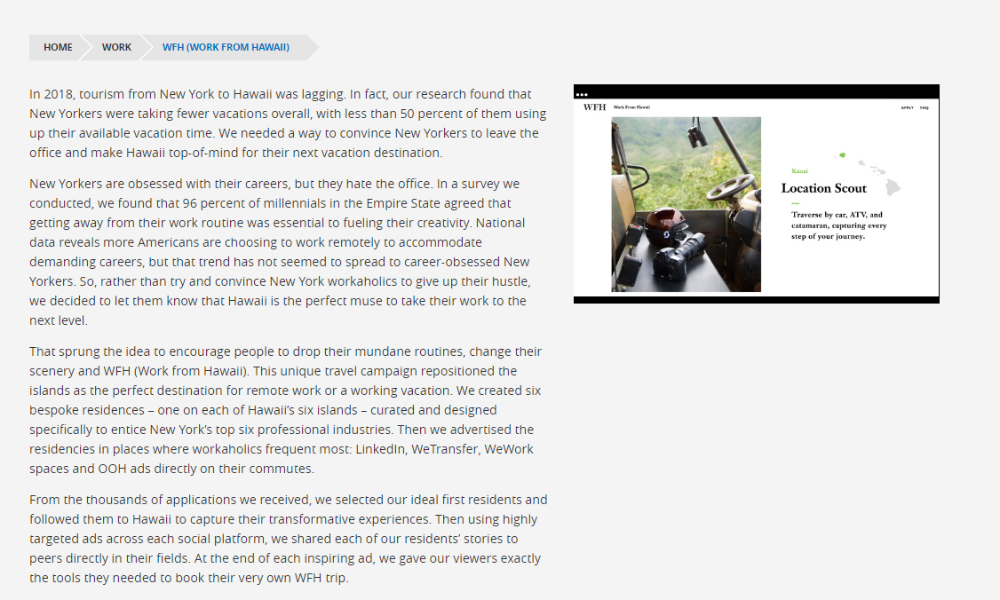 HOME
WORK
WFH (WORK FROM HAWAII)
In 2018, tourism from New York to Hawaii was lagging. In fact, our research found that
New Yorkers were taking fewer vacations overall, with less than 50 percent of them using
up their available vacation time. We needed a way to convince New Yorkers to leave the
office and make Hawaii top-of-mind for their next vacation destination.
New Yorkers are obsessed with their careers, but they hate the office. In a survey we
conducted, we found that 96 percent of millennials in the Empire State agreed that
getting away from their work routine was essential to fueling their creativity. National
data reveals more Americans are choosing to work remotely to accommodate
demanding careers, but that trend has not seemed to spread to career-obsessed New
Yorkers. So, rather than try and convince New York workaholics to give up their hustle,
we decided to let them know that Hawaii is the perfect muse to take their work to the
next level.
That sprung the idea to encourage people to drop their mundane routines, change their
scenery and WFH (Work from Hawaii). This unique travel campaign repositioned the
islands as the perfect destination for remote work or a working vacation. We created six
bespoke residences – one on each of Hawaii’s six islands – curated and designed
specifically to entice New York’s top six professional industries. Then we advertised the
residencies in places where workaholics frequent most: LinkedIn, WeTransfer, WeWork
spaces and OOH ads directly on their commutes.
From the thousands of applications we received, we selected our ideal first residents and
followed them to Hawaii to capture their transformative experiences. Then using highly
targeted ads across each social platform, we shared each of our residents’ stories to
peers directly in their fields. At the end of each inspiring ad, we gave our viewers exactly
the tools they needed to book their very own WFH trip.
WFH Work From Hawaii
APPLY FAQ
Kauai
Location Scout
Traverse by car, ATV, and
catamaran, capturing every
step of your journey.